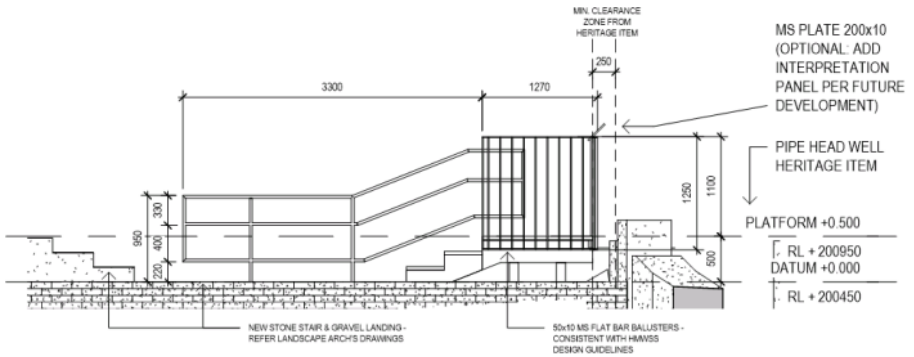 MIN. CLEARANCE
ZONE FROM
HERITAGE ITEM
MS PLATE 200x10
(OPTIONAL: ADD
INTERPRETATION
PANEL PER FUTURE
DEVELOPMENT)
250
3300
1270
PIPE HEAD WELL
HERITAGE ITEM
1250
1100
950
330
400
220
500
PLATFORM +0.500
RL + 200950
DATUM +0.000
RL + 200450
NEW STONE STAIR & GRAVEL LANDING -
REFER LANDSCAPE ARCH'S DRAWINGS
50x10 MS FLAT BAR BALUSTERS -
CONSISTENT WITH HMWSS
DESIGN GUIDELINES